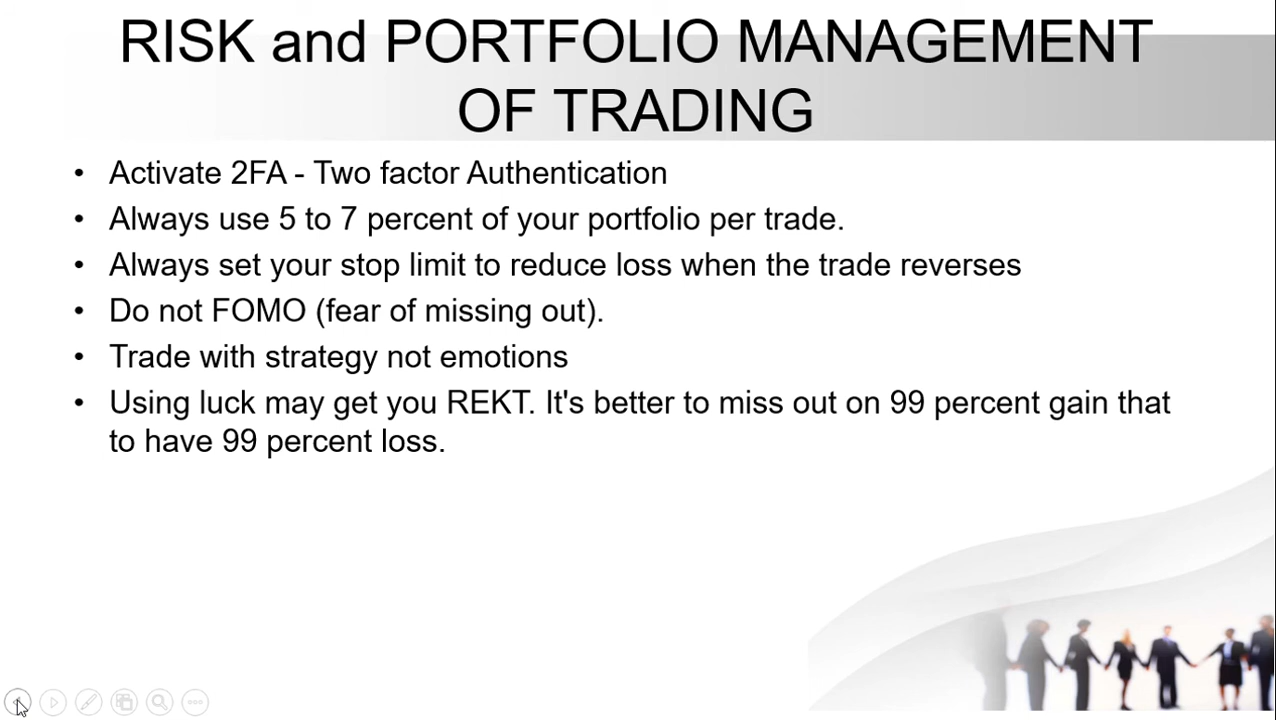 RISK and PORTFOLIO MANAGEMENT
OF TRADING
• Activate 2FA - Two factor Authentication
• Always use 5 to 7 percent of your portfolio per trade.
• Always set your stop limit to reduce loss when the trade reverses
• Do not FOMO (fear of missing out).
• Trade with strategy not emotions
• Using luck may get you REKT. It's better to miss out on 99 percent gain that
to have 99 percent loss.